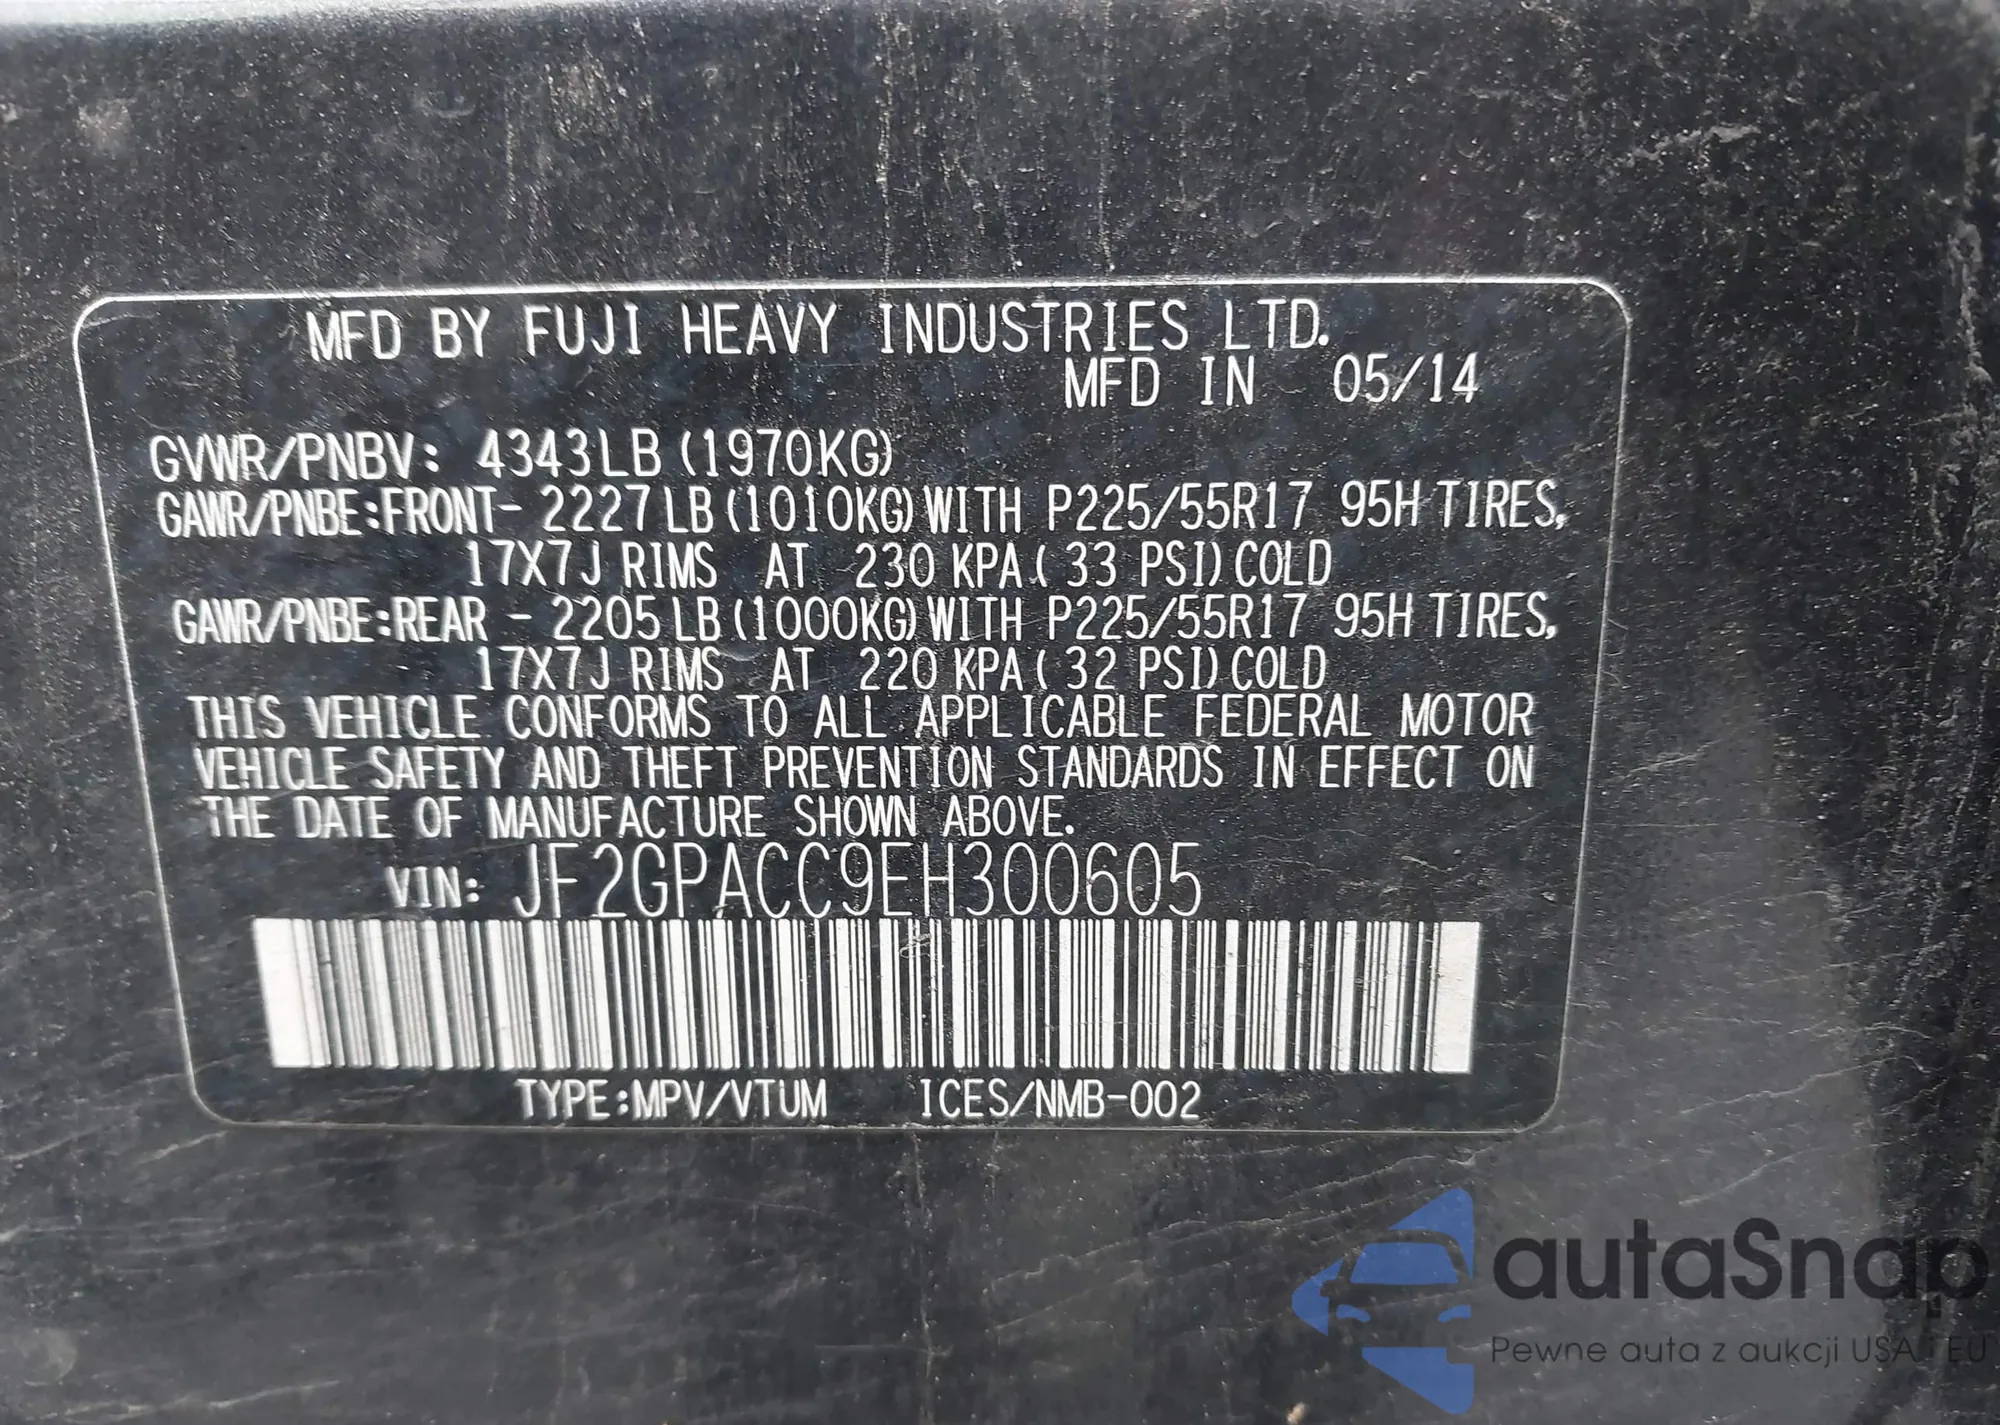 MFD BY FUJI HEAVY INDUSTRIES LTD.
MFD IN 05/14
GVWR/PNBV: 4343LB (1970KG)
GAWR/PNBE:FRONT- 2227LB (1010KG) WITH P225/55R17 95H TIRES,
17X7J RIMS AT 230 KPA ( 33 PSI) COLD
GAWR/PNBE:REAR - 2205LB (1000KG) WITH P225/55R17 95H TIRES,
17X7J RIMS AT 220 KPA ( 32 PSI) COLD
THIS VEHICLE CONFORMS TO ALL APPLICABLE FEDERAL MOTOR
VEHICLE SAFETY AND THEFT PREVENTION STANDARDS IN EFFECT ON
THE DATE OF MANUFACTURE SHOWN ABOVE.
VIN: JF2GPACC9EH300605
TYPE:MPV/VTUM ICES/NMB-002
autaSnap
Pewne auta z aukcji USA i EU